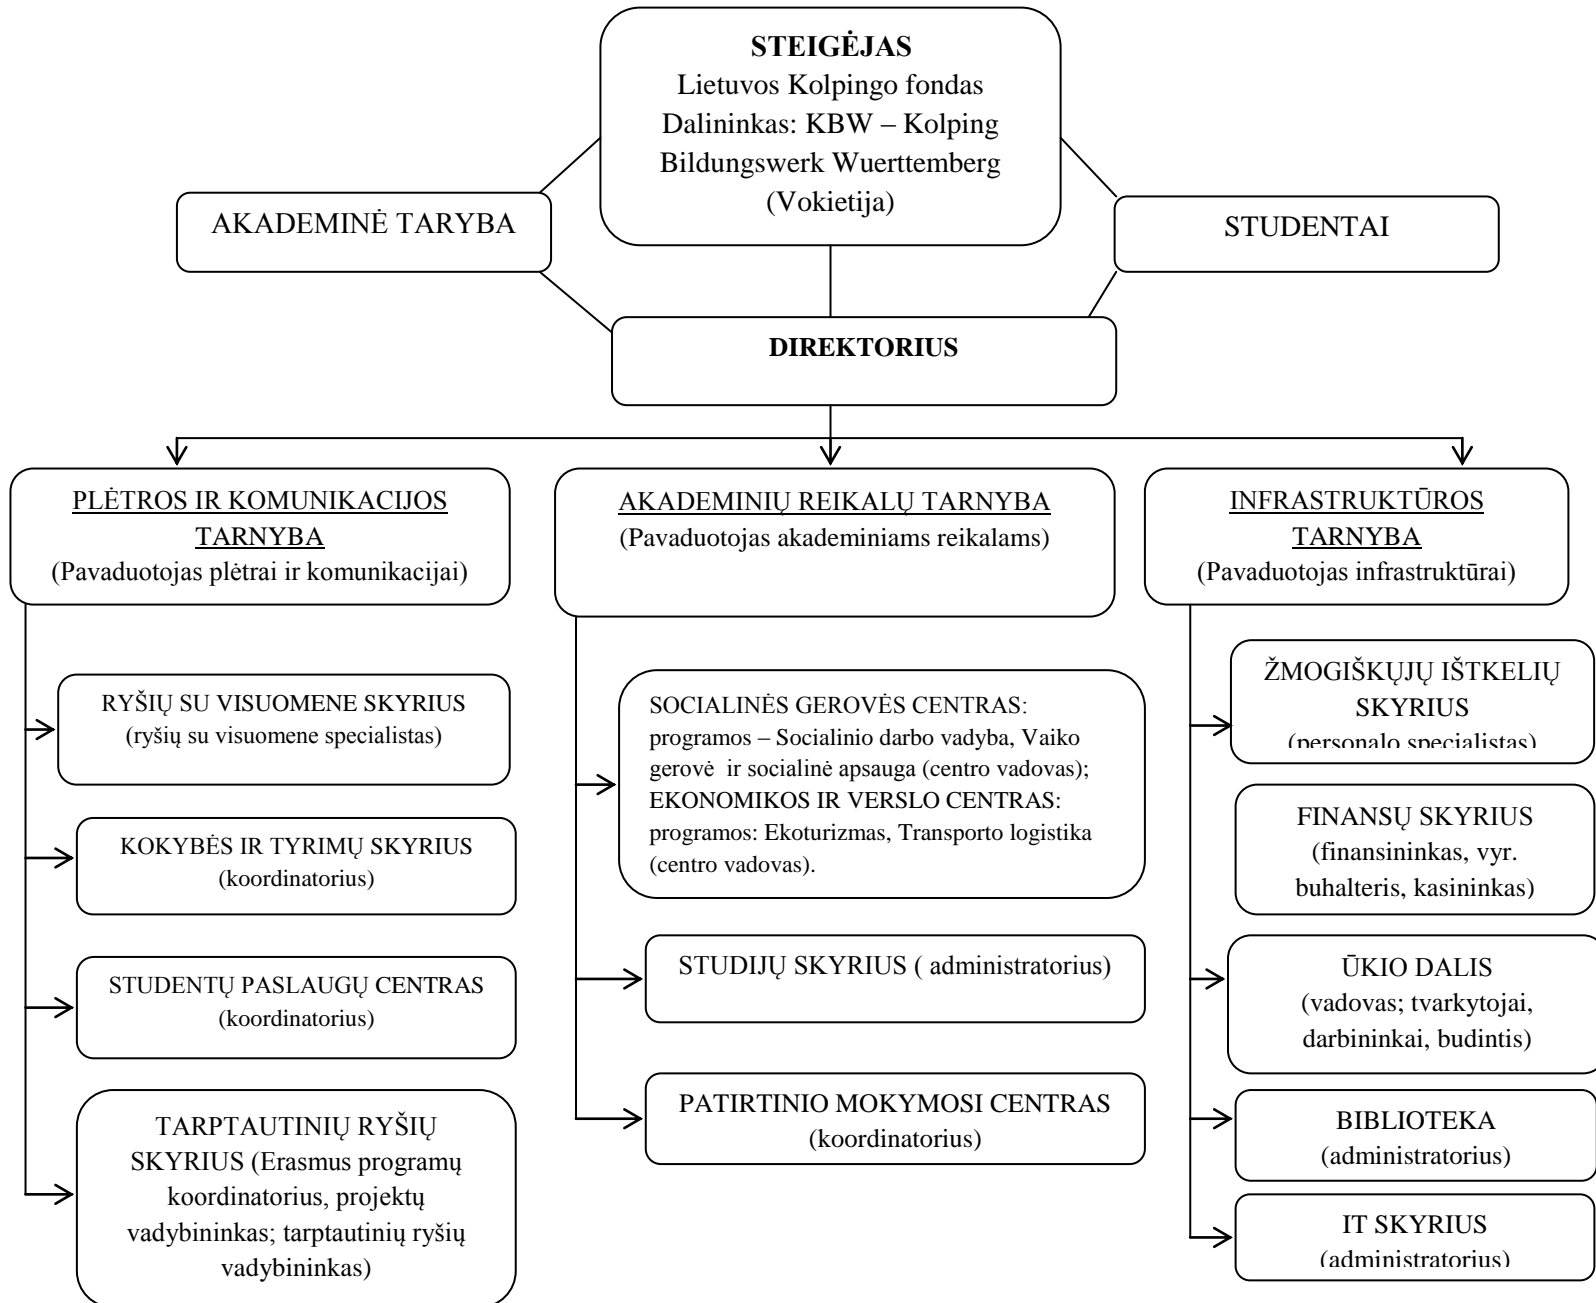 STEIGĖJAS
Lietuvos Kolpingo fondas
Dalininkas: KBW – Kolping
Bildungswerk Wuerttemberg
(Vokietija)
AKADEMINĖ TARYBA
STUDENTAI
DIREKTORIUS
PLĖTROS IR KOMUNIKACIJOS
TARNYBA
(Pavaduotojas plėtrai ir komunikacijai)
RYŠIŲ SU VISUOMENE SKYRIUS
(ryšių su visuomene specialistas)
KOKYBĖS IR TYRIMŲ SKYRIUS
(koordinatorius)
STUDENTŲ PASLAUGŲ CENTRAS
(koordinatorius)
TARPTAUTINIŲ RYŠIŲ
SKYRIUS (Erasmus programų
koordinatorius, projektų
vadybininkas; tarptautinių ryšių
vadybininkas)
AKADEMINIŲ REIKALŲ TARNYBA
(Pavaduotojas akademiniams reikalams)
SOCIALINĖS GEROVĖS CENTRAS:
programos – Socialinio darbo vadyba, Vaiko
gerovė ir socialinė apsauga (centro vadovas);
EKONOMIKOS IR VERSLO CENTRAS:
programos: Ekoturizmas, Transporto logistika
(centro vadovas).
STUDIJŲ SKYRIUS ( administratorius)
PATIRTINIO MOKYMOSI CENTRAS
(koordinatorius)
INFRASTRUKTŪROS
TARNYBA
(Pavaduotojas infrastruktūrai)
ŽMOGIŠKŲJŲ IŠTKELIŲ
SKYRIUS
(personalo specialistas)
FINANSŲ SKYRIUS
(finansininkas, vyr.
buhalteris, kasininkas)
ŪKIO DALIS
(vadovas; tvarkytojai,
darbininkai, budintis)
BIBLIOTEKA
(administratorius)
IT SKYRIUS
(administratorius)